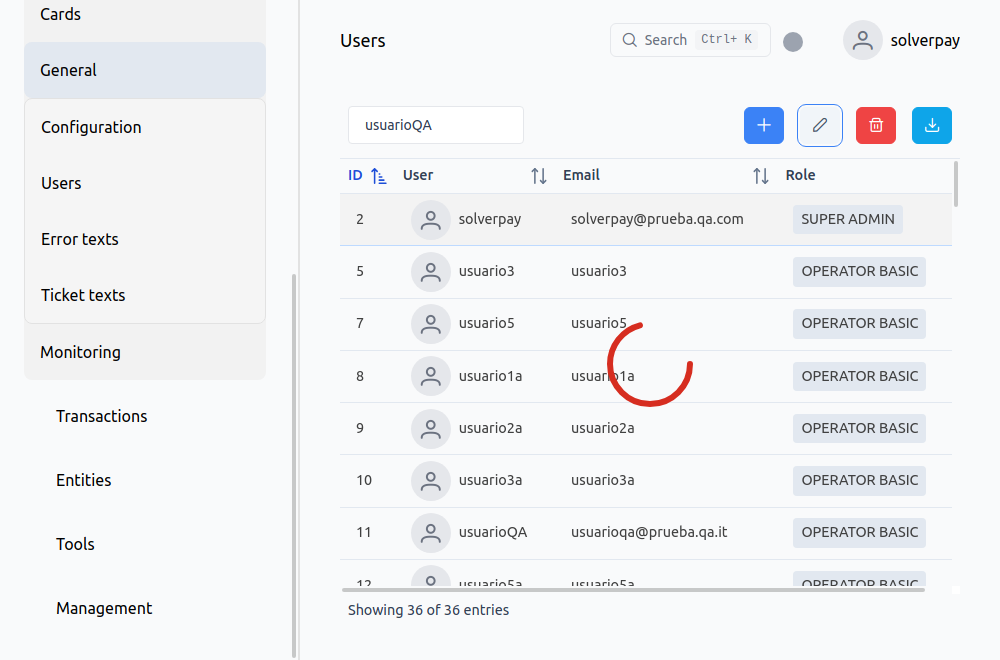 Cards
General
Configuration
Users
Error texts
Ticket texts
Monitoring
Transactions
Entities
Tools
Management
Users
Search Ctrl+ K
solverpay
usuarioQA
ID User Email Role
2 solverpay solverpay@prueba.qa.com SUPER ADMIN
5 usuario3 usuario3 OPERATOR BASIC
7 usuario5 usuario5 OPERATOR BASIC
8 usuario1a usuario1a OPERATOR BASIC
9 usuario2a usuario2a OPERATOR BASIC
10 usuario3a usuario3a OPERATOR BASIC
11 usuarioQA usuarioqa@prueba.qa.it OPERATOR BASIC
12 usuario5a usuario5a OPERATOR BASIC
Showing 36 of 36 entries